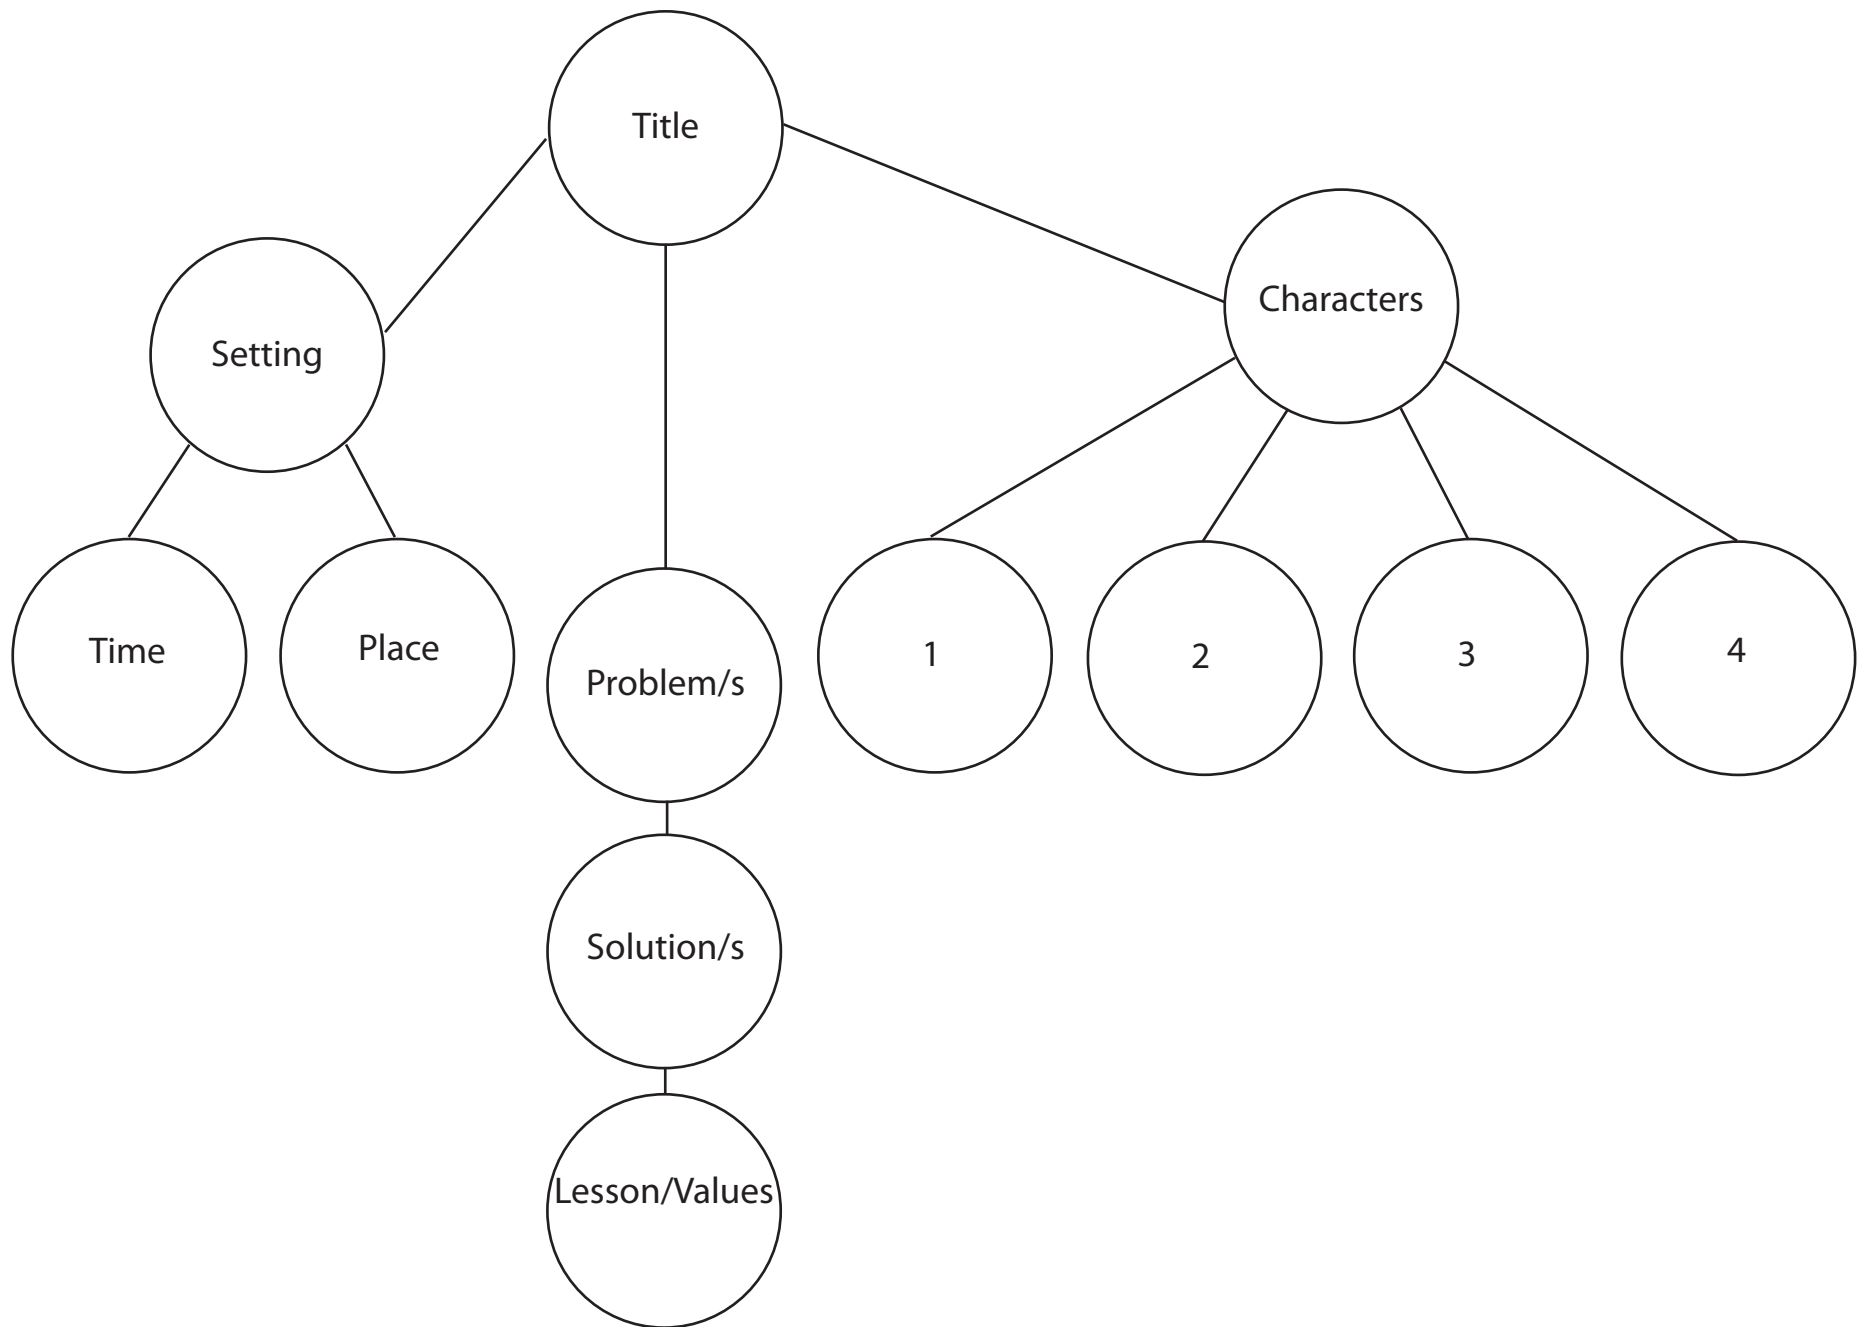 Title
Setting
Characters
Time
Place
Problem/s
1
2
3
4
Solution/s
Lesson/Values